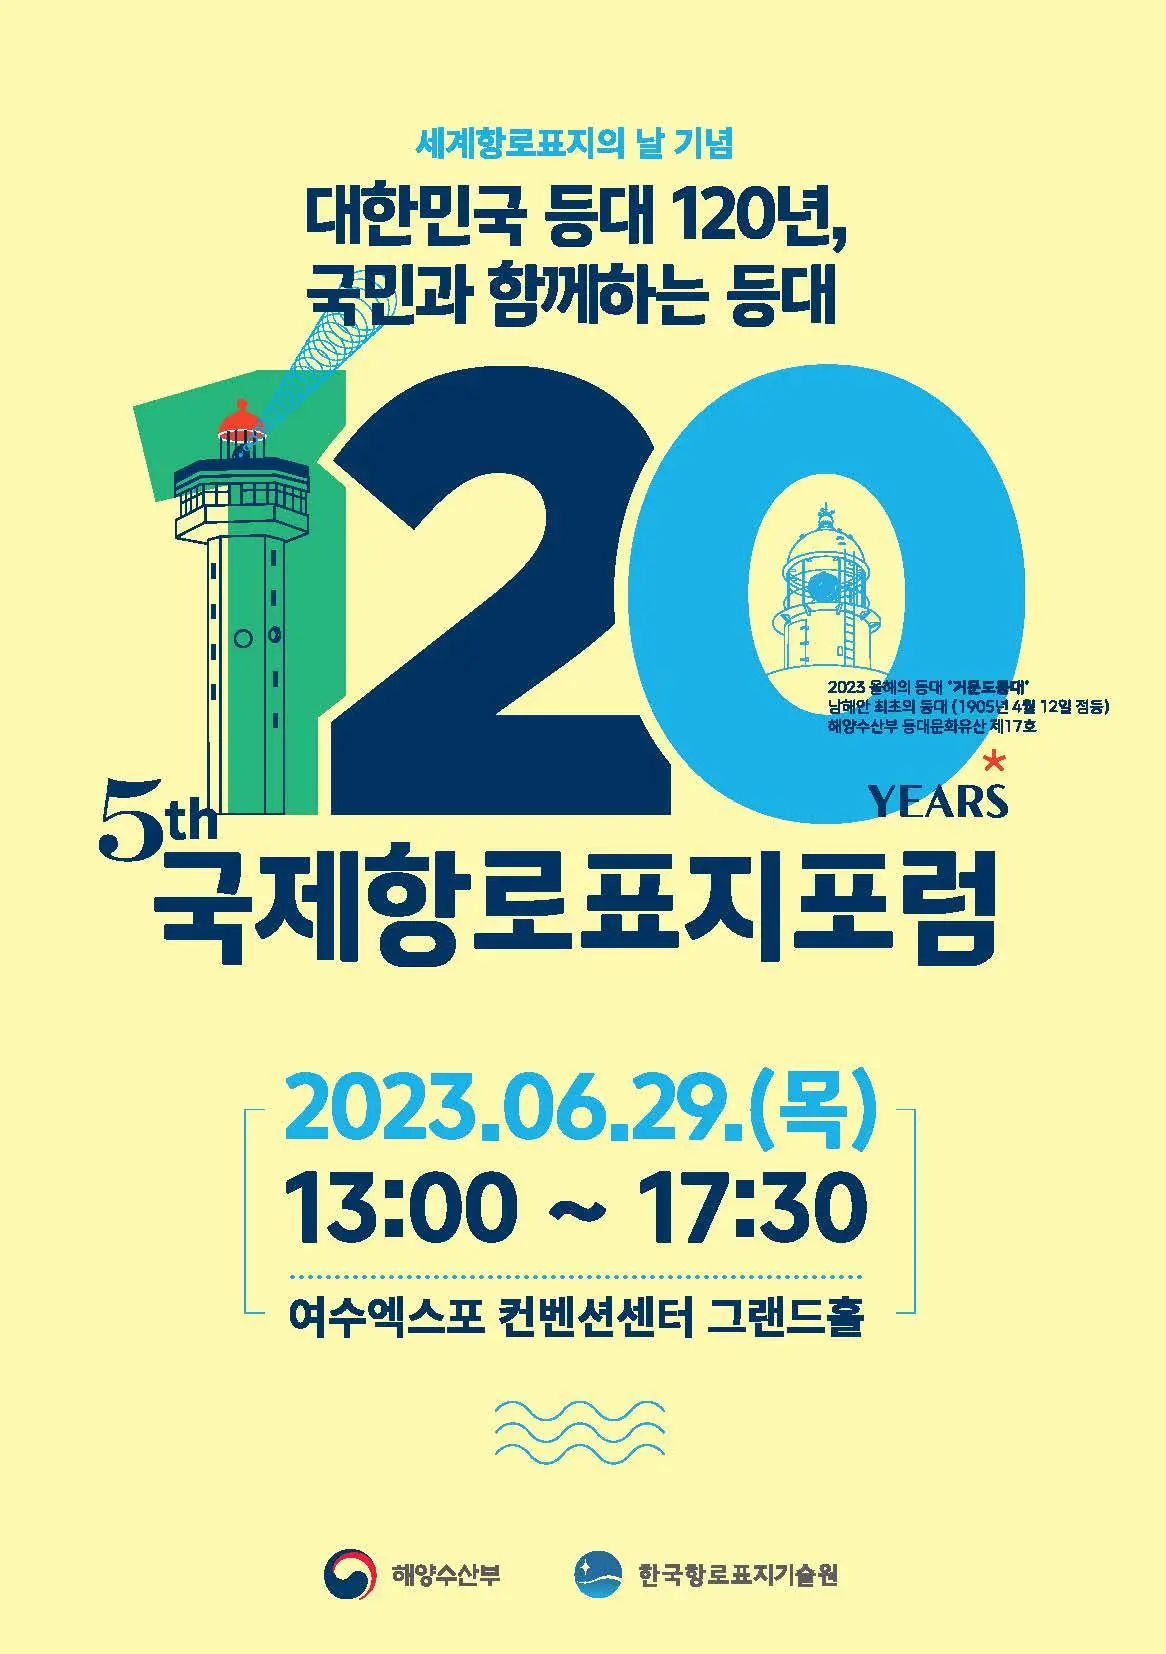 세계항로표지의 날 기념
대한민국 등대 120년,
국민과 함께하는 등대
120
2023 올해의 등대 '거문도등대'
남해안 최초의 등대 (1905년 4월 12일 점등)
해양수산부 등대문화유산 제17호
*
YEARS
5th
국제항로표지포럼
2023.06.29.(목)
13:00 ~ 17:30
여수엑스포 컨벤션센터 그랜드홀
해양수산부
한국항로표지기술원